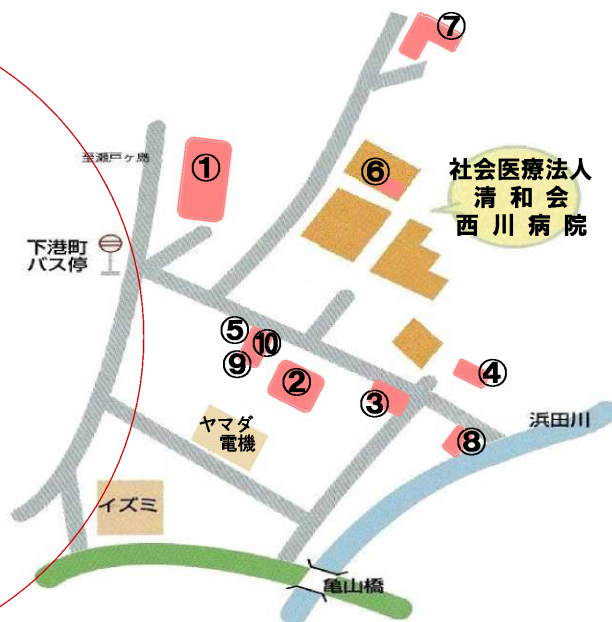 ⑦
至瀬戸ヶ島
①
⑥
社会医療法人
清和会
西川病院
下港町
バス停
⑤
⑩
⑨
②
④
③
ヤマダ
電機
⑧
浜田川
イズミ
亀山橋